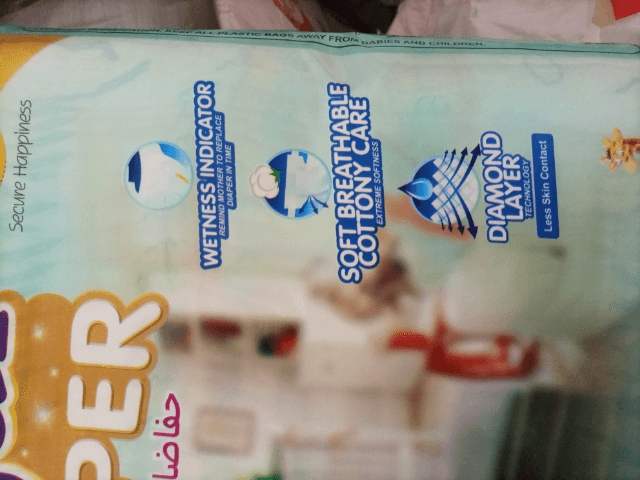 KEEP ALL PLASTIC BAGS AWAY FROM BABIES AND CHILDREN.
Secure Happiness
WETNESS INDICATOR
REMIND MOTHER TO REPLACE
DIAPER IN TIME
SOFT BREATHABLE
COTTONY CARE
EXTREME SOFTNESS
DIAMOND
LAYER
TECHNOLOGY
Less Skin Contact
PER
حفاضا